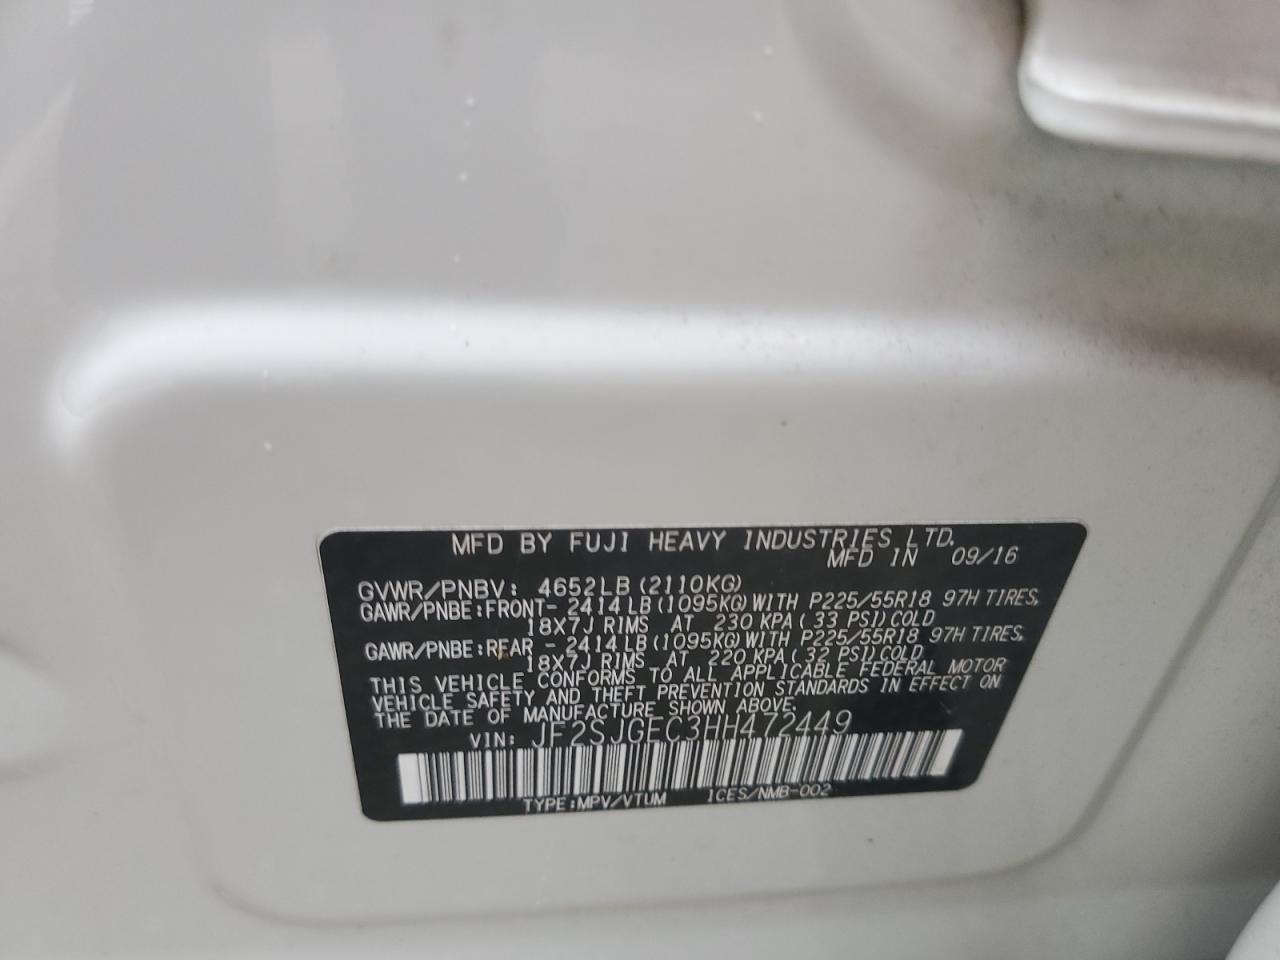 MFD BY FUJI HEAVY INDUSTRIES LTD.
MFD IN 09/16
GVWR/PNBV: 4652LB (2110KG)
GAWR/PNBE:FRONT- 2414LB (1095KG) WITH P225/55R18 97H TIRES,
18X7J RIMS AT 230 KPA ( 33 PSI) COLD
GAWR/PNBE:REAR - 2414LB (1095KG) WITH P225/55R18 97H TIRES,
18X7J RIMS AT 220 KPA ( 32 PSI) COLD
THIS VEHICLE CONFORMS TO ALL APPLICABLE FEDERAL MOTOR
VEHICLE SAFETY AND THEFT PREVENTION STANDARDS IN EFFECT ON
THE DATE OF MANUFACTURE SHOWN ABOVE.
VIN: JF2SJGEC3HH472449
TYPE:MPV/VTUM ICES/NMB-002